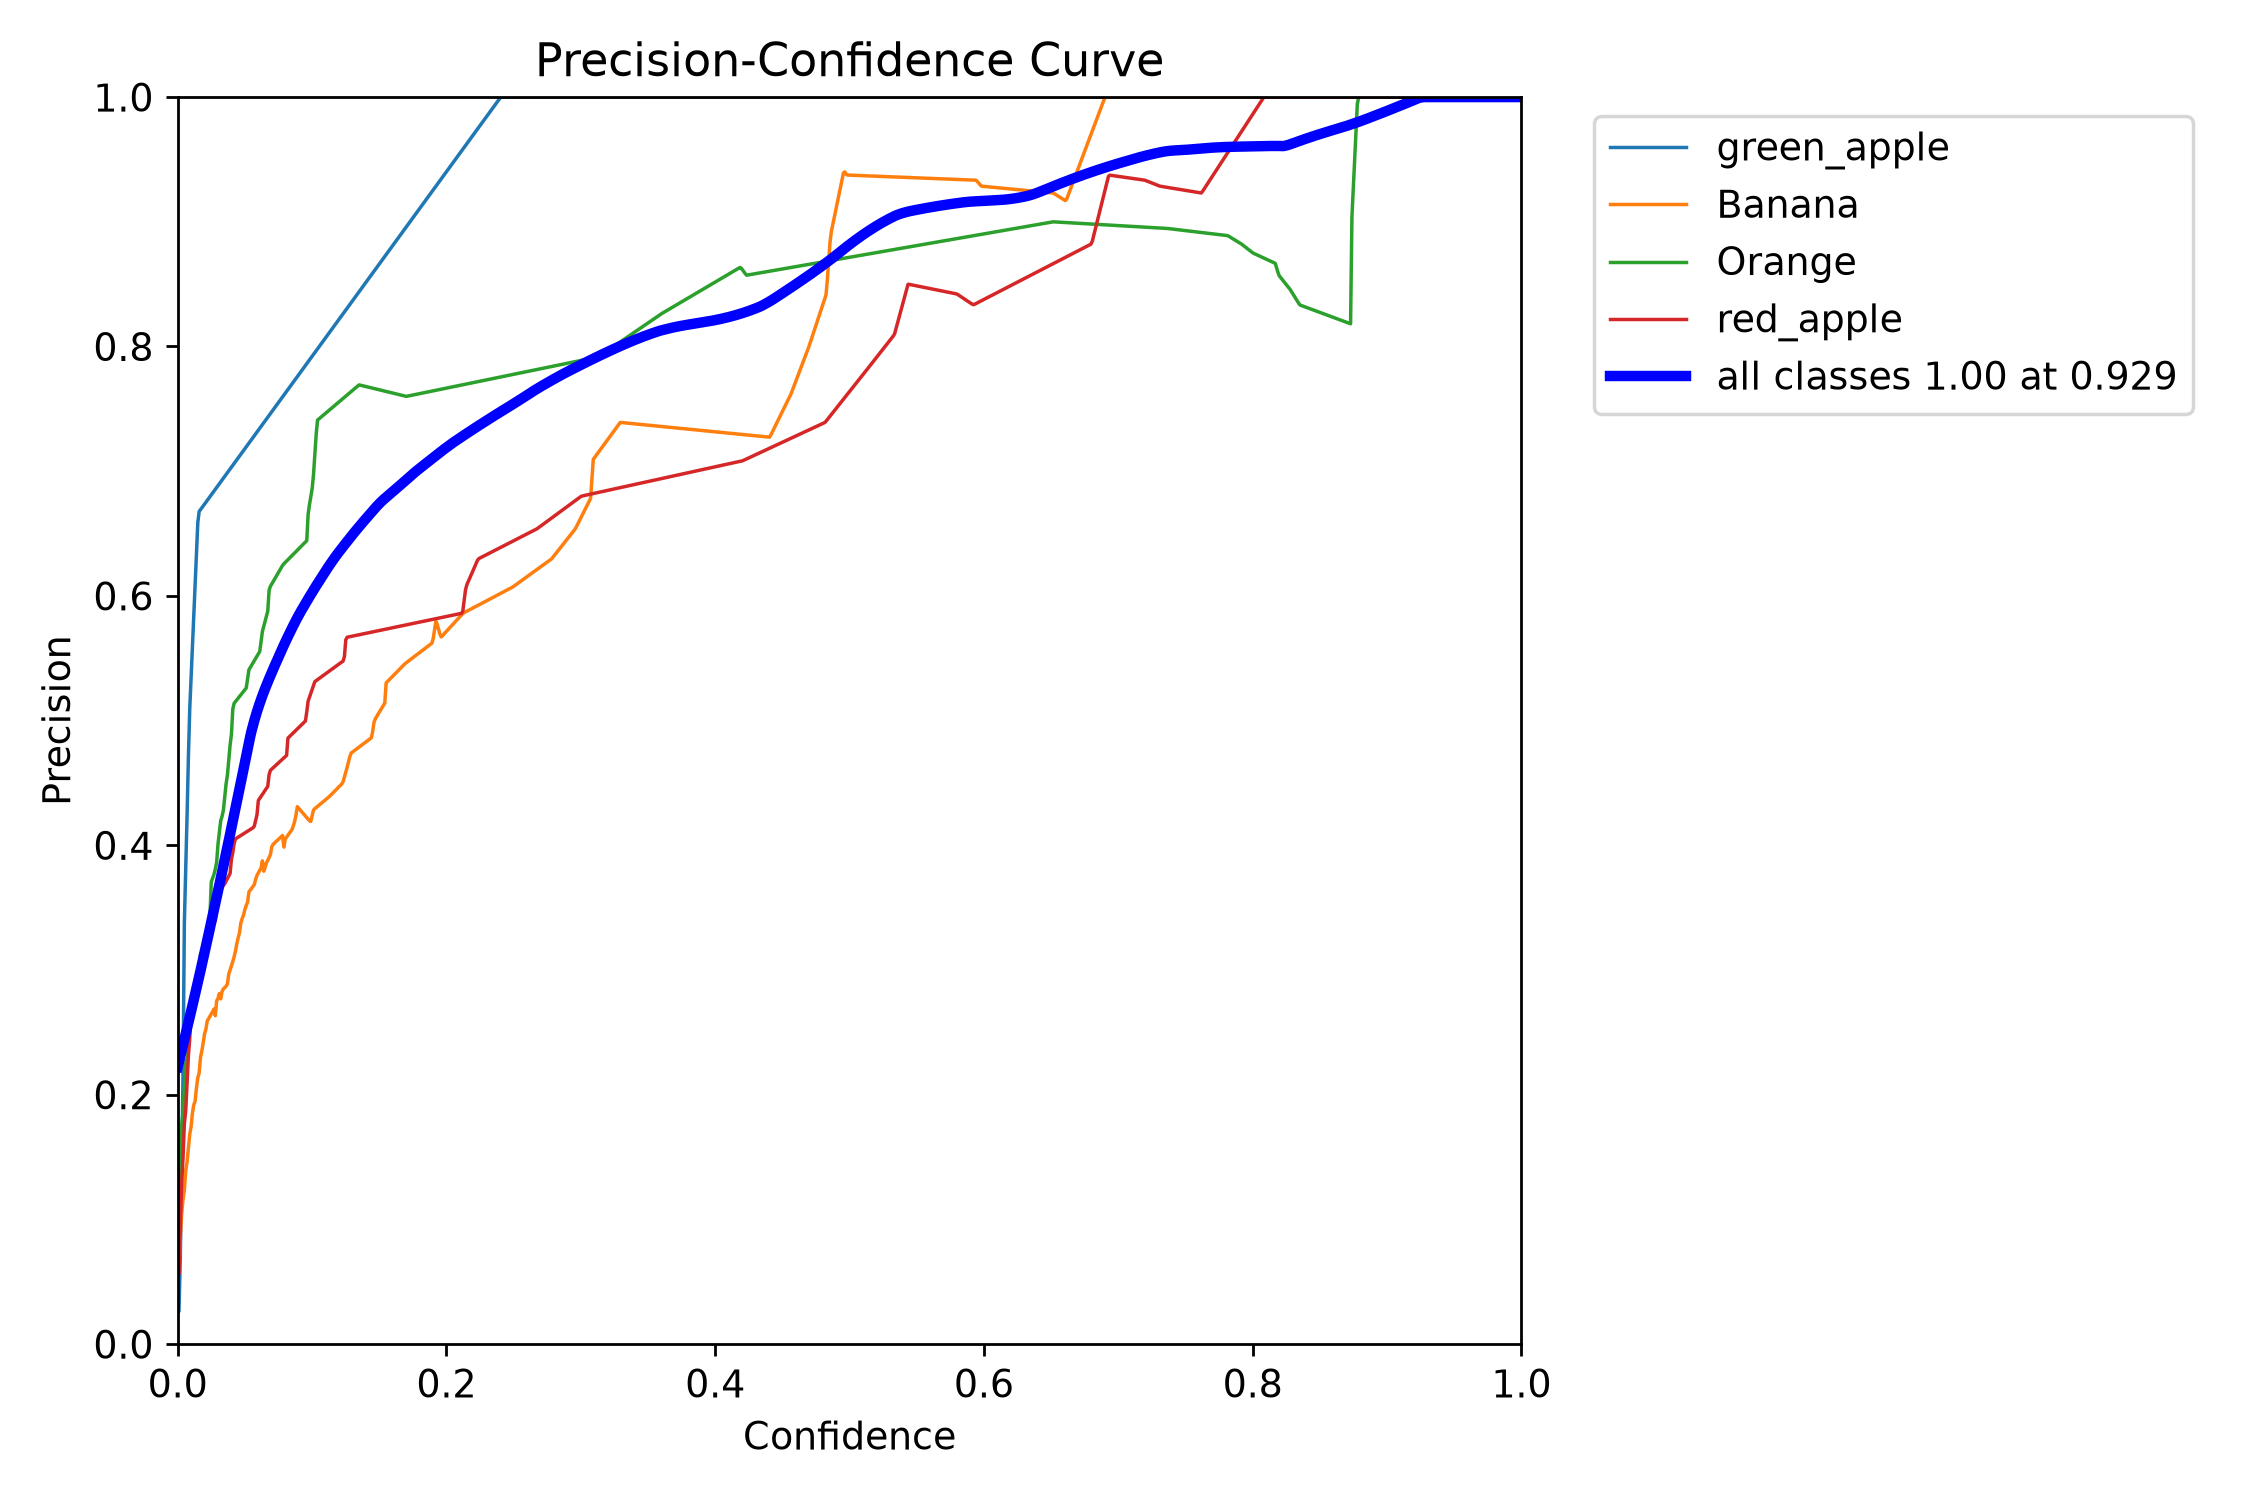 Precision-Confidence Curve
1.0
0.8
0.6
0.4
0.2
0.0
Precision
0.0 0.2 0.4 0.6 0.8 1.0
Confidence
green_apple
Banana
Orange
red_apple
all classes 1.00 at 0.929